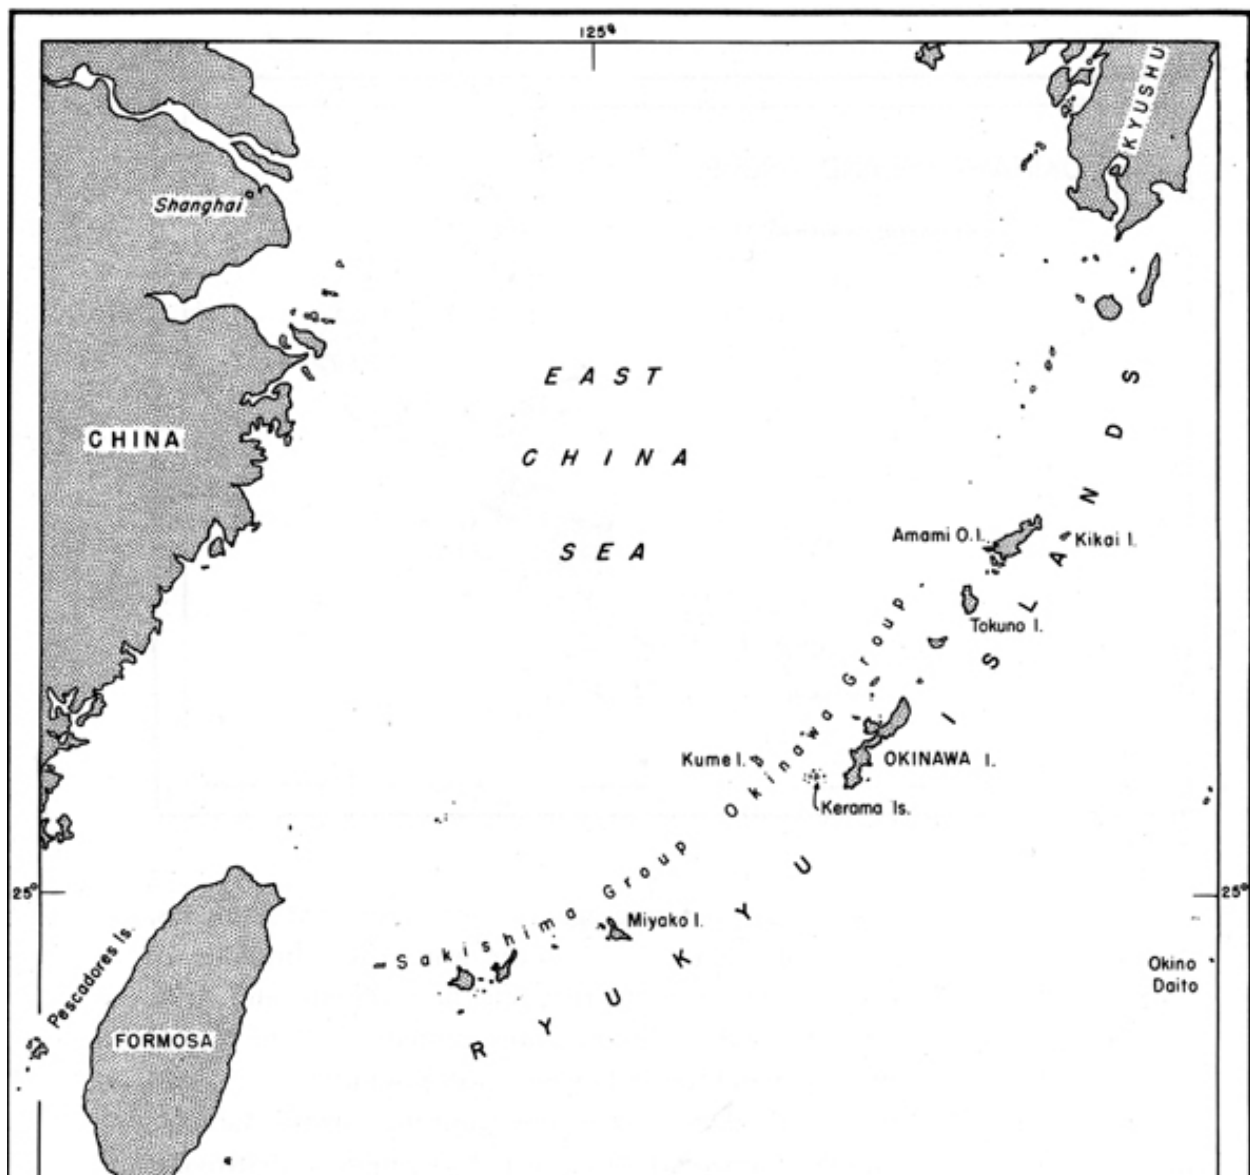 125°
KYUSHU
Shanghai
EAST
CHINA
SEA
CHINA
Amami O. I.
Kikai I.
Tokuno I.
Okinawa Group
Kume I.
OKINAWA I.
Kerama Is.
RYUKYU ISLANDS
25°
25°
Sakishima Group
Miyako I.
Pescadores Is.
Okino
Daito
FORMOSA